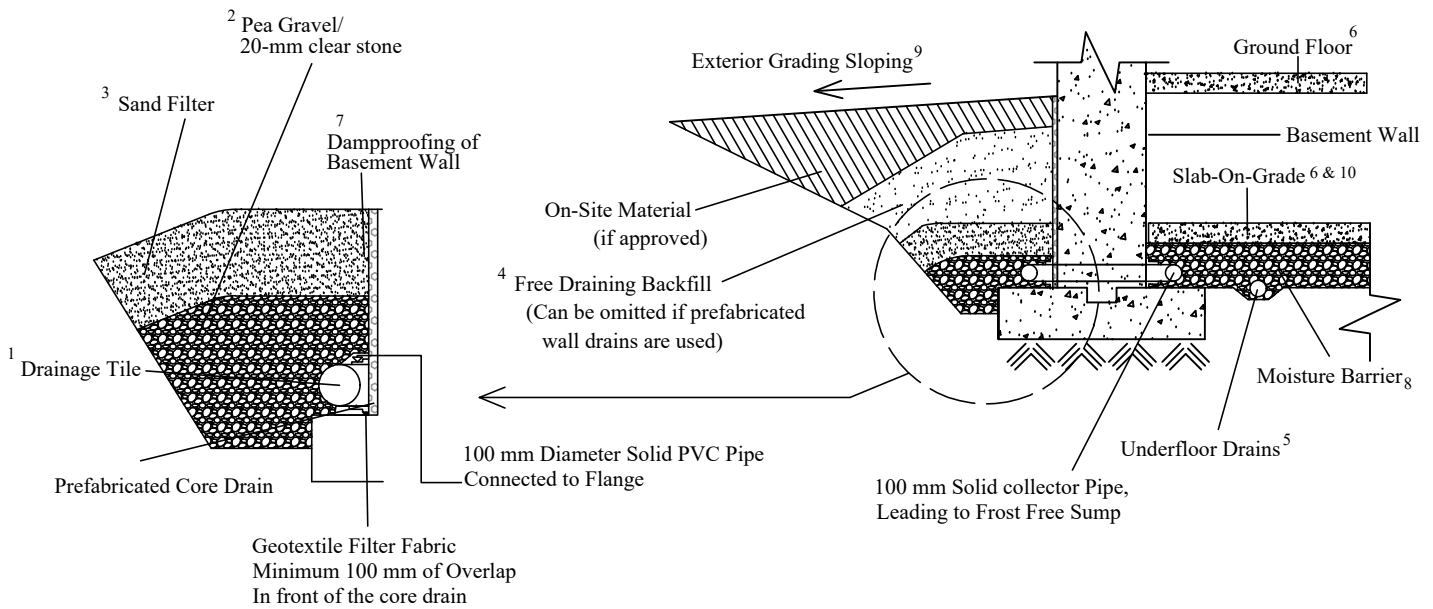 2 Pea Gravel/
20-mm clear stone
3 Sand Filter
7
Dampproofing of
Basement Wall
1 Drainage Tile
Prefabricated Core Drain
Geotextile Filter Fabric
Minimum 100 mm of Overlap
In front of the core drain
100 mm Diameter Solid PVC Pipe
Connected to Flange
Exterior Grading Sloping 9
On-Site Material
(if approved)
4 Free Draining Backfill
(Can be omitted if prefabricated
wall drains are used)
Ground Floor 6
Basement Wall
Slab-On-Grade 6 & 10
Moisture Barrier 8
Underfloor Drains 5
100 mm Solid collector Pipe,
Leading to Frost Free Sump